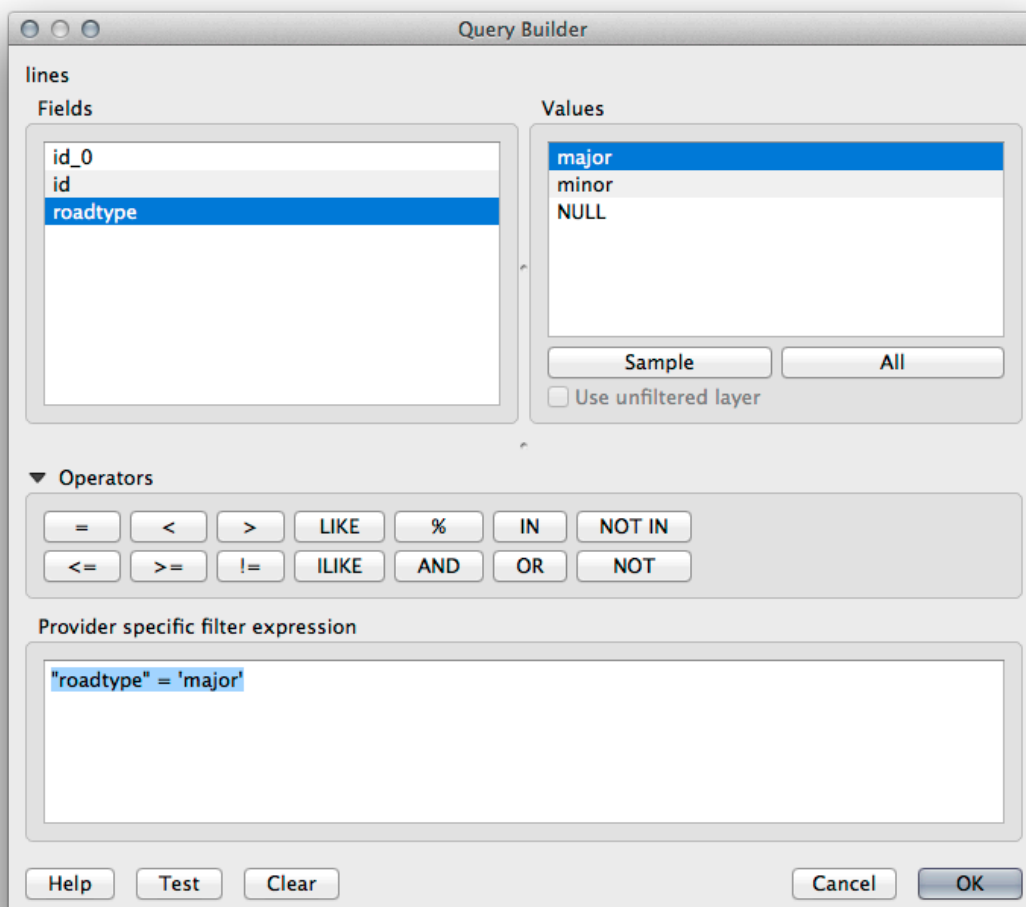 Query Builder
lines
Fields
Values
id_0
id
roadtype
major
minor
NULL
Sample
All
Use unfiltered layer
Operators
= < > LIKE % IN NOT IN
<= >= != ILIKE AND OR NOT
Provider specific filter expression
"roadtype" = 'major'
Help Test Clear Cancel OK